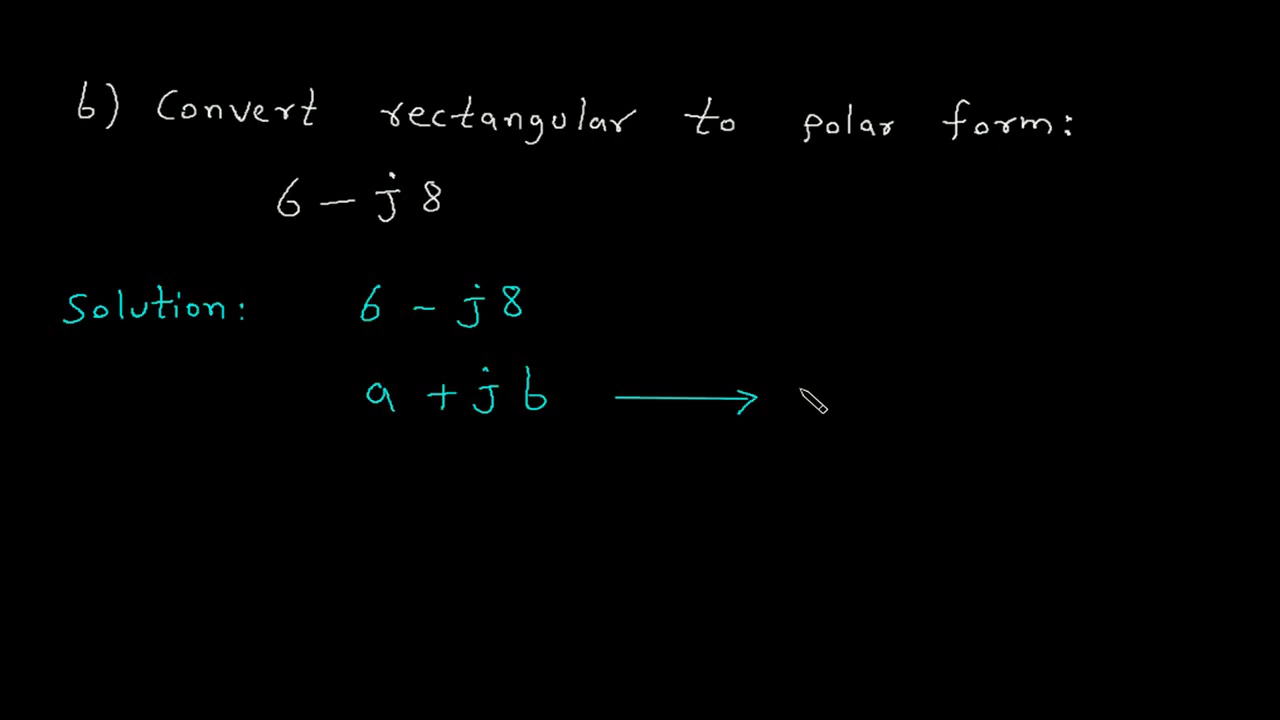 b) Convert rectangular to polar form:
6 - j 8
Solution: 6 - j 8
a + j b ⟶